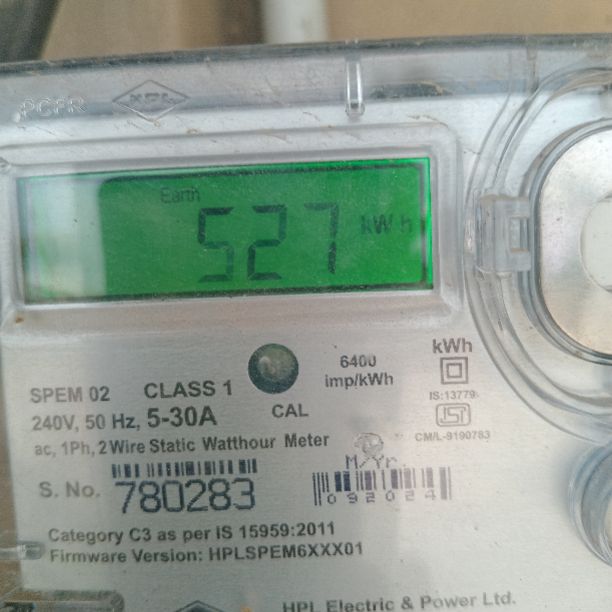 PCPR HPL
Earth
527 kWh
6400
imp/kWh
kWh
SPEM 02 CLASS 1
CAL
IS:13779
240V, 50 Hz, 5-30A
CM/L-9190783
ac, 1Ph, 2 Wire Static Watthour Meter
M/Yr.
S. No. 780283
092024
Category C3 as per IS 15959:2011
Firmware Version: HPLSPEM6XXX01
HPL Electric & Power Ltd.